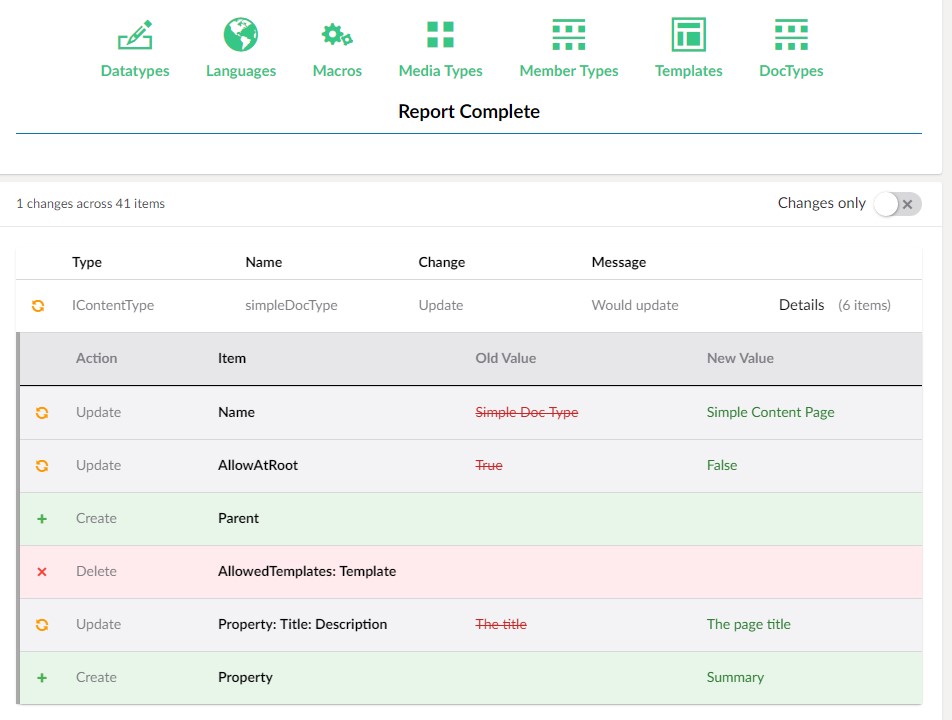 Datatypes Languages Macros Media Types Member Types Templates DocTypes
Report Complete
1 changes across 41 items Changes only
Type Name Change Message
IContentType simpleDocType Update Would update Details (6 items)
Action Item Old Value New Value
Update Name Simple Doc Type Simple Content Page
Update AllowAtRoot True False
Create Parent
Delete AllowedTemplates: Template
Update Property: Title: Description The title The page title
Create Property Summary